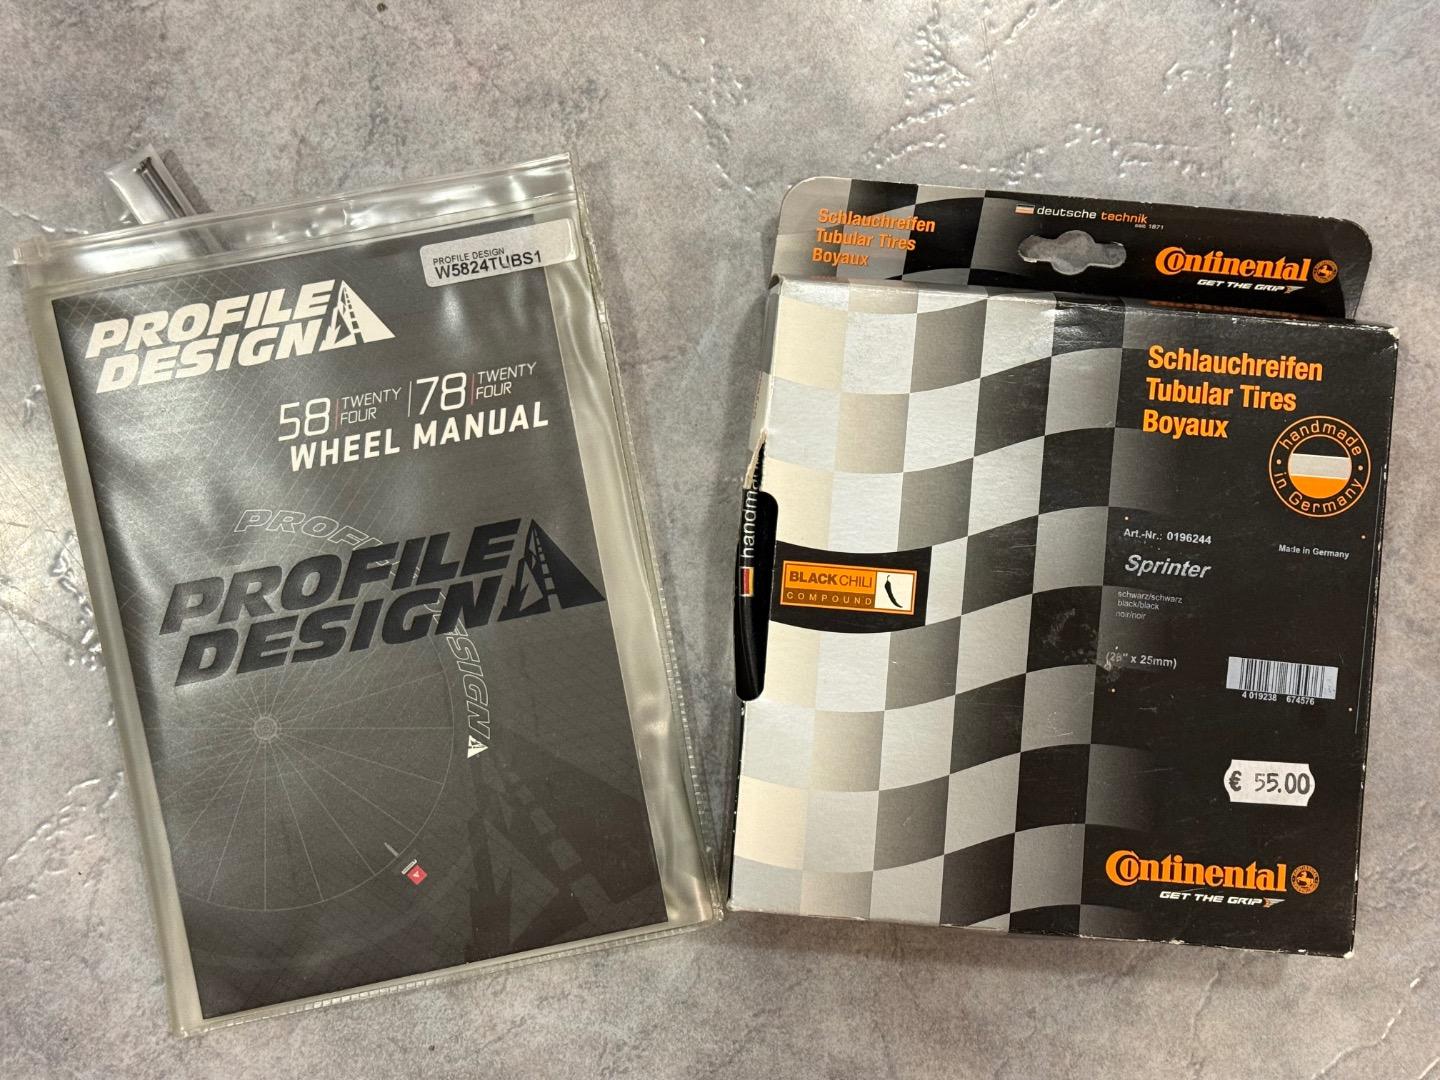 PROFILE DESIGN
W5824TUBS1
PROFILE
DESIGN
58 TWENTY FOUR 78 TWENTY FOUR
WHEEL MANUAL
PROFILE
DESIGN
Schlauchreifen
Tubular Tires
Boyaux
deutsche technik
seit 1871
Continental
GET THE GRIP
Schlauchreifen
Tubular Tires
Boyaux
handmade
in Germany
Art.-Nr.: 0196244
Made in Germany
Sprinter
schwarz/schwarz
black/black
noir/noir
(28" x 25mm)
4 019238 674576
BLACK CHILI
COMPOUND
€ 55.00
Continental
GET THE GRIP